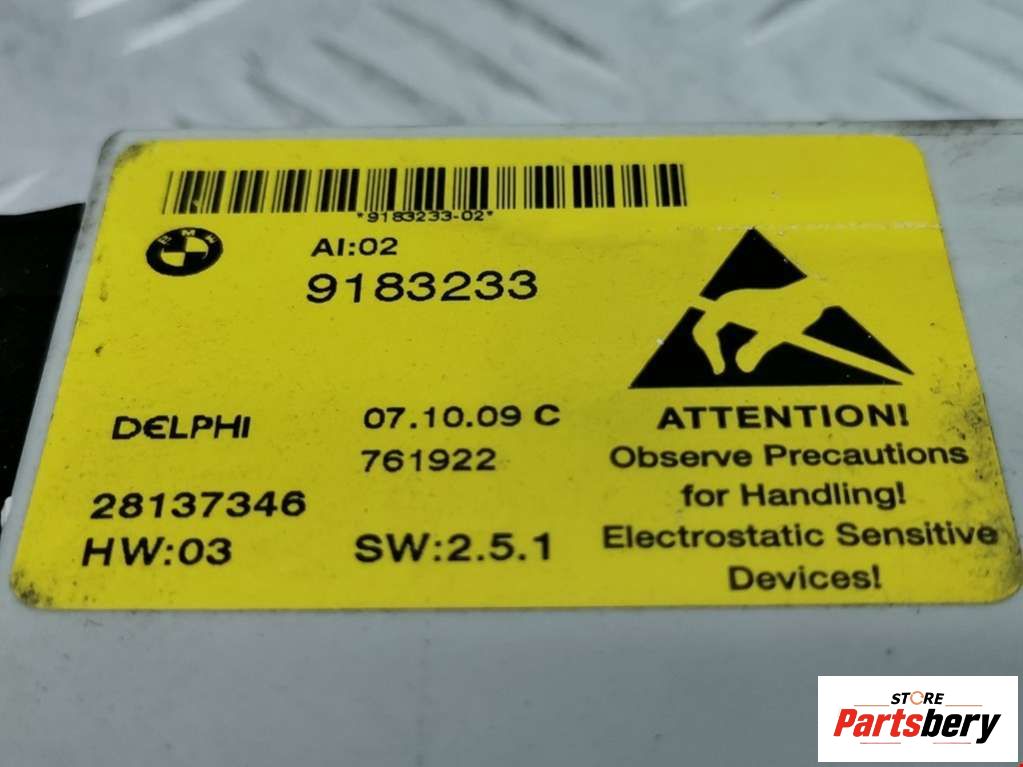 *9183233-02*
BMW
AI:02
9183233
DELPHI
07.10.09 C
761922
28137346
HW:03
SW:2.5.1
ATTENTION!
Observe Precautions
for Handling!
Electrostatic Sensitive
Devices!
STORE
Partsbery